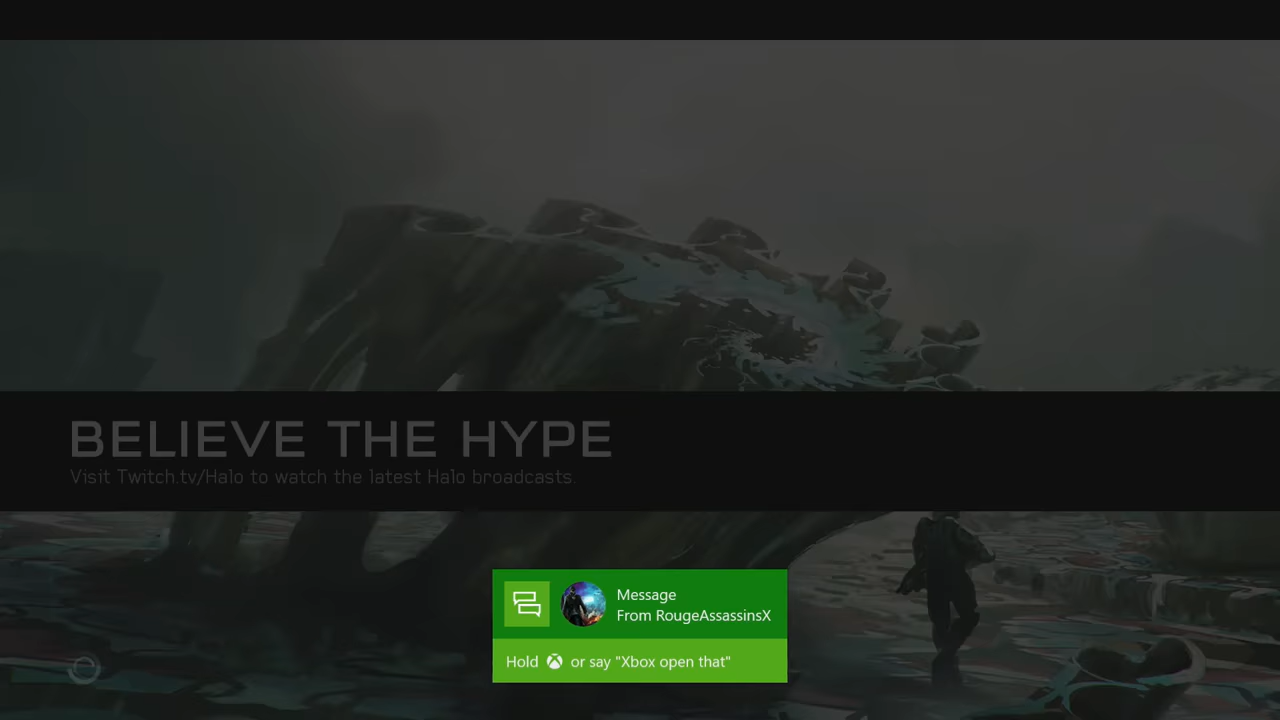 BELIEVE THE HYPE
Visit Twitch.tv/Halo to watch the latest Halo broadcasts.
Message
From RougeAssassinsX
Hold or say "Xbox open that"